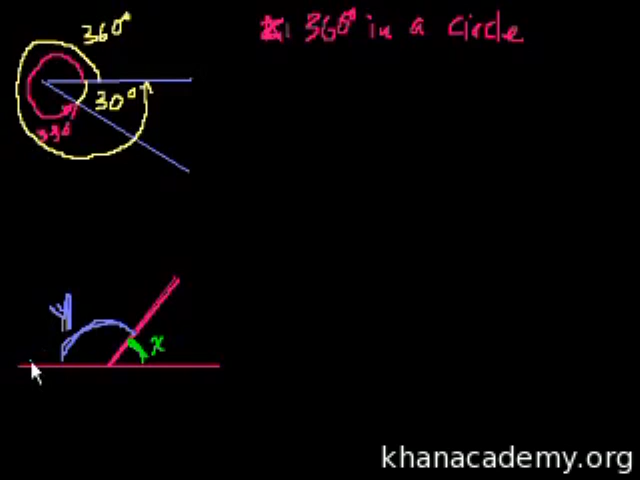 360°
360° in a circle
30°
330
y
x
khanacademy.org